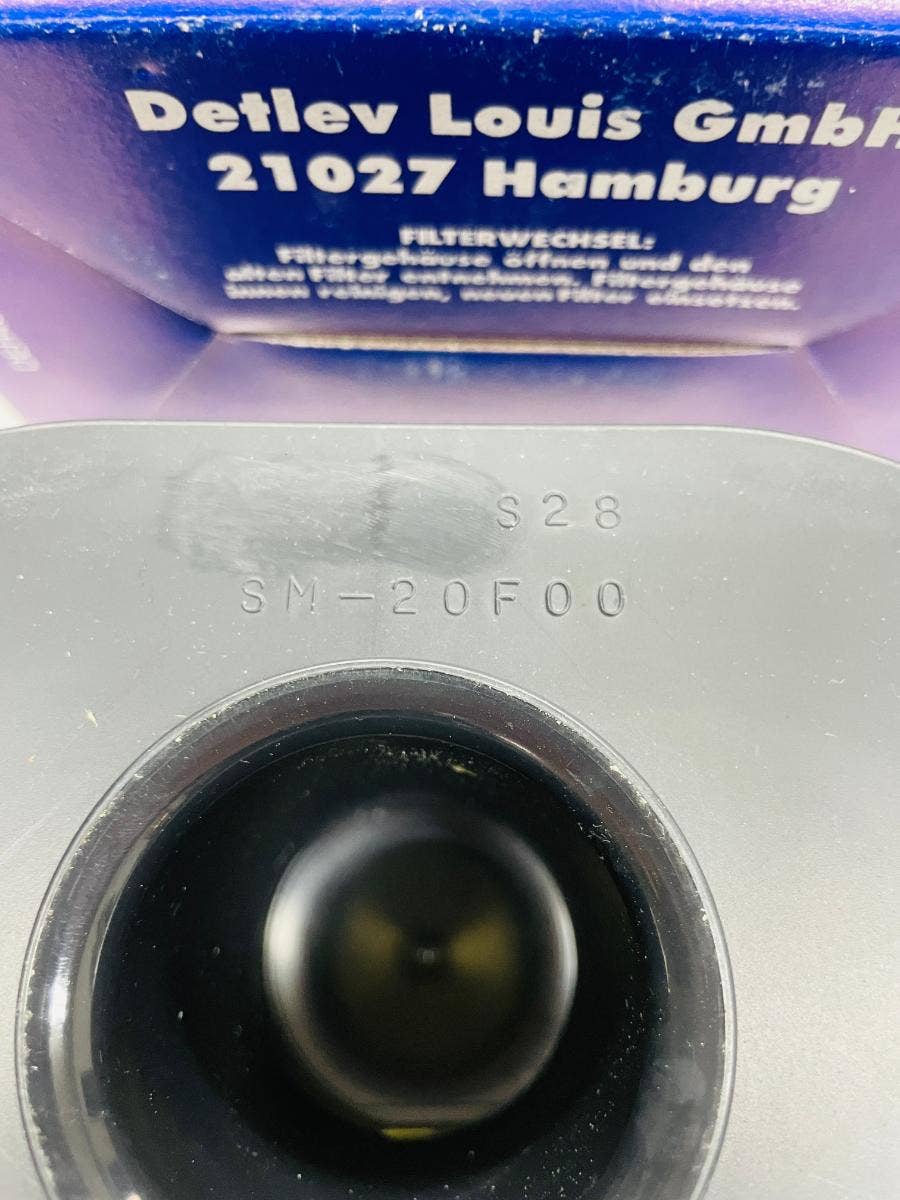 Detlev Louis GmbH
21027 Hamburg
FILTERWECHSEL:
Filtergehäuse öffnen und den
alten Filter entnehmen, Filtergehäuse
innen reinigen, neuen Filter einsetzen.
S28
SM-20F00